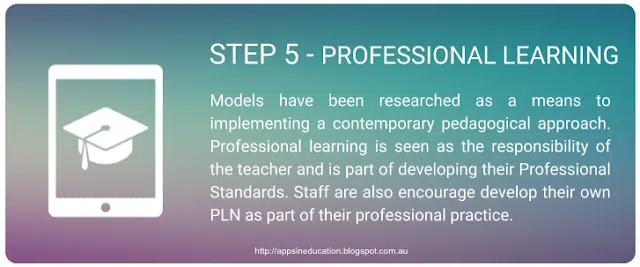 STEP 5 - PROFESSIONAL LEARNING
Models have been researched as a means to
implementing a contemporary pedagogical approach.
Professional learning is seen as the responsibility of
the teacher and is part of developing their Professional
Standards. Staff are also encourage develop their own
PLN as part of their professional practice.
http://appsineducation.blogspot.com.au